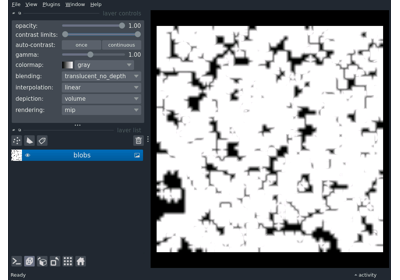 File View Plugins Window Help
layer controls
opacity: 1.00
contrast limits:
auto-contrast: once continuous
gamma: 1.00
colormap: gray
blending: translucent_no_depth
interpolation: linear
depiction: volume
rendering: mip
layer list
blobs
Ready
activity